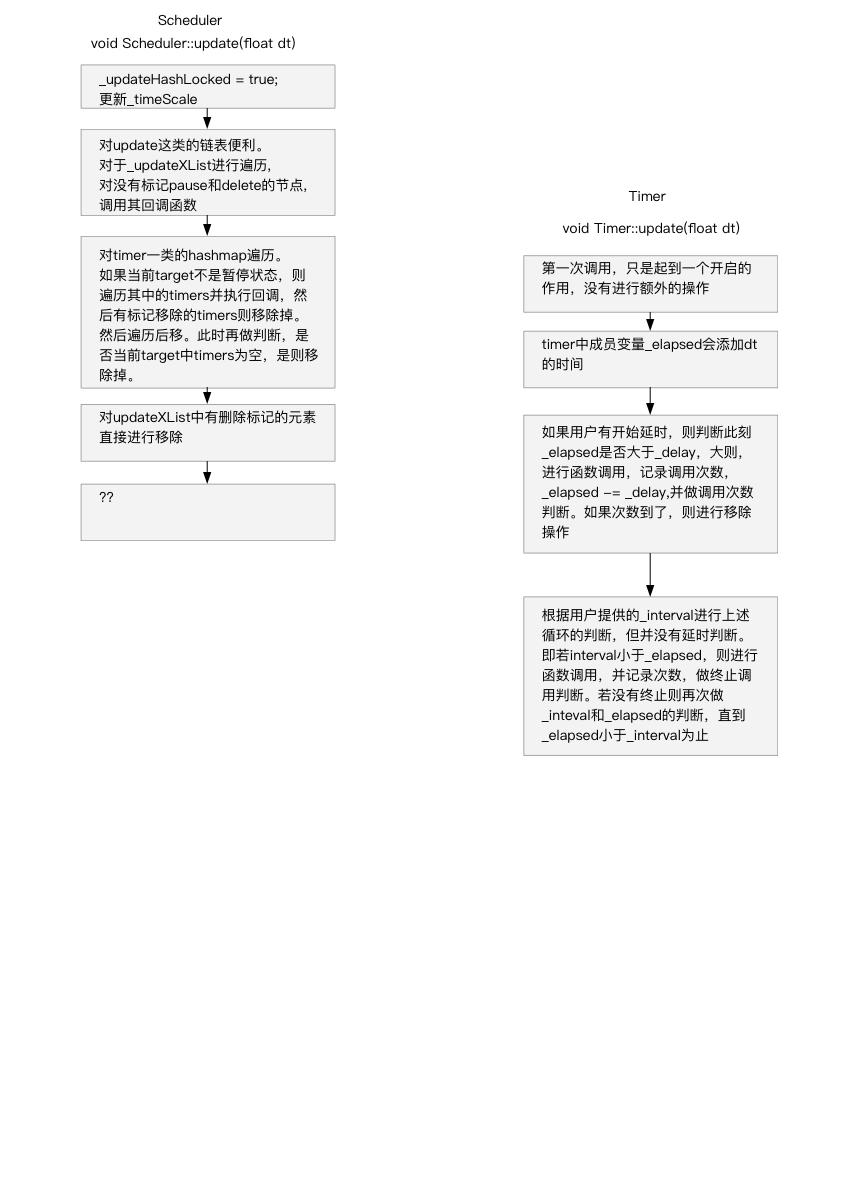 Scheduler
void Scheduler::update(float dt)
_updateHashLocked = true;
更新_timeScale
对update这类的链表便利。
对于_updateXList进行遍历，
对没有标记pause和delete的节点，
调用其回调函数
对timer一类的hashmap遍历。
如果当前target不是暂停状态，则
遍历其中的timers并执行回调，然
后有标记移除的timers则移除掉。
然后遍历后移。此时再做判断，是
否当前target中timers为空，是则移
除掉。
对updateXList中有删除标记的元素
直接进行移除
??
Timer
void Timer::update(float dt)
第一次调用，只是起到一个开启的
作用，没有进行额外的操作
timer中成员变量_elapsed会添加dt
的时间
如果用户有开始延时，则判断此刻
_elapsed是否大于_delay，大则，
进行函数调用，记录调用次数，
_elapsed -= _delay,并做调用次数
判断。如果次数到了，则进行移除
操作
根据用户提供的_interval进行上述
循环的判断，但并没有延时判断。
即若interval小于_elapsed，则进行
函数调用，并记录次数，做终止调
用判断。若没有终止则再次做
_inteval和_elapsed的判断，直到
_elapsed小于_interval为止